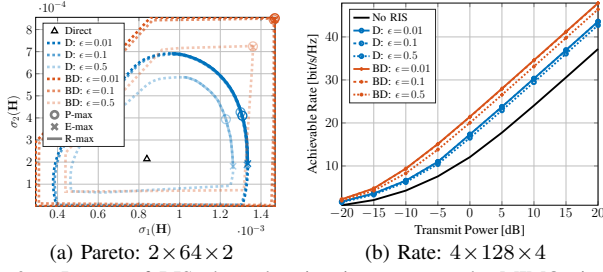 ·10⁻⁴
8
7
6
5
4
3
2
1
σ₂(H)
Direct
D: ϵ=0.01
D: ϵ=0.1
D: ϵ=0.5
BD: ϵ=0.01
BD: ϵ=0.1
BD: ϵ=0.5
P-max
E-max
R-max
0.4 0.6 0.8 1 1.2 1.4
σ₁(H) ·10⁻³
(a) Pareto: 2×64×2
40
30
20
10
Achievable Rate [bit/s/Hz]
No RIS
D: ϵ = 0.01
D: ϵ = 0.1
D: ϵ = 0.5
BD: ϵ = 0.01
BD: ϵ = 0.1
BD: ϵ = 0.5
−20 −15 −10 −5 0 5 10 15 20
Transmit Power [dB]
(b) Rate: 4×128×4